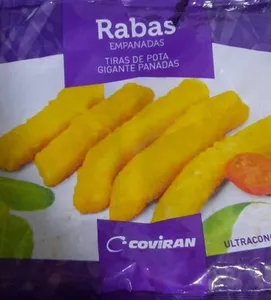 Rabas
EMPANADAS
TIRAS DE POTA
GIGANTE PANADAS
COVIRAN
ULTRACON